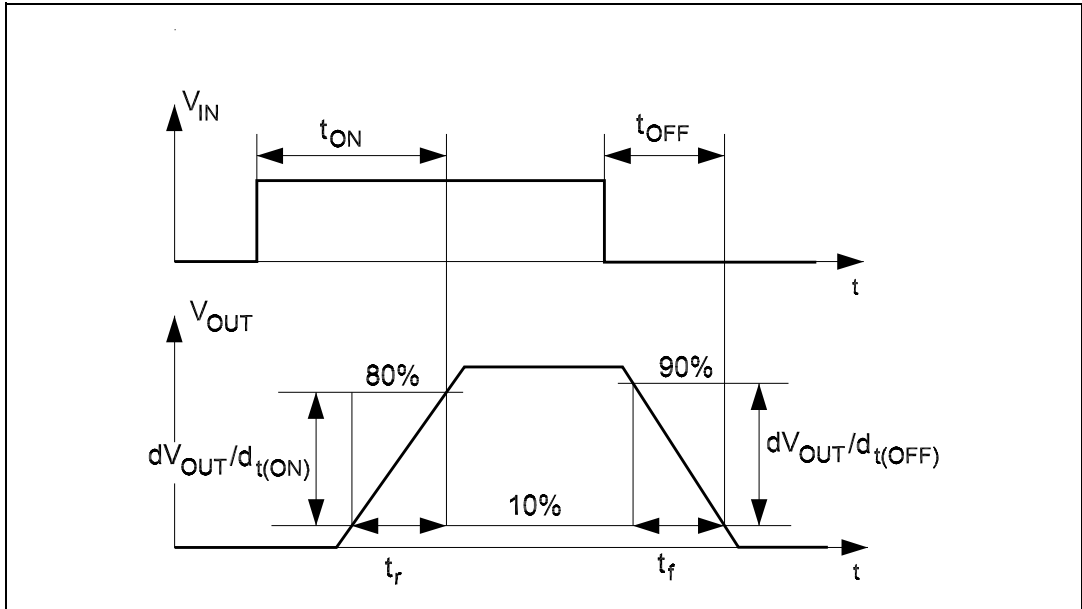 V_IN
t_ON
t_OFF
t
V_OUT
80%
90%
dV_OUT/d_t(ON)
dV_OUT/d_t(OFF)
10%
t_r
t_f
t